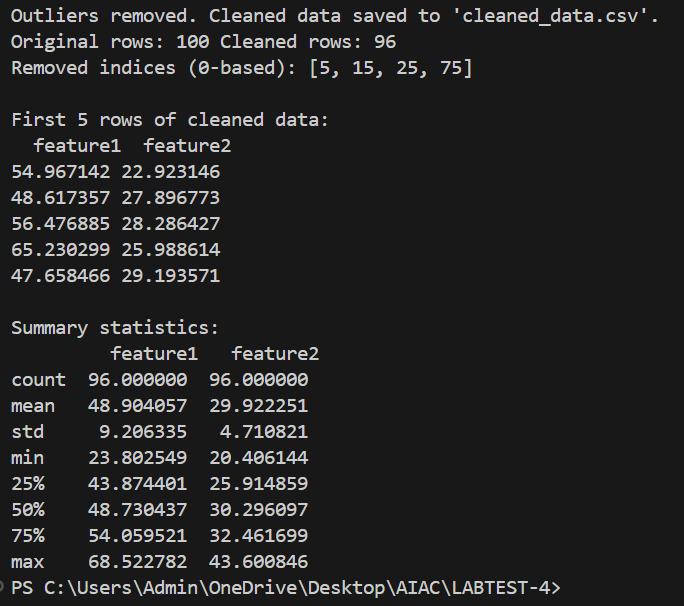 Outliers removed. Cleaned data saved to 'cleaned_data.csv'.
Original rows: 100 Cleaned rows: 96
Removed indices (0-based): [5, 15, 25, 75]
First 5 rows of cleaned data:
feature1 feature2
54.967142 22.923146
48.617357 27.896773
56.476885 28.286427
65.230299 25.988614
47.658466 29.193571
Summary statistics:
feature1 feature2
count 96.000000 96.000000
mean 48.904057 29.922251
std 9.206335 4.710821
min 23.802549 20.406144
25% 43.874401 25.914859
50% 48.730437 30.296097
75% 54.059521 32.461699
max 68.522782 43.600846
PS C:\Users\Admin\OneDrive\Desktop\AIAC\LABTEST-4>